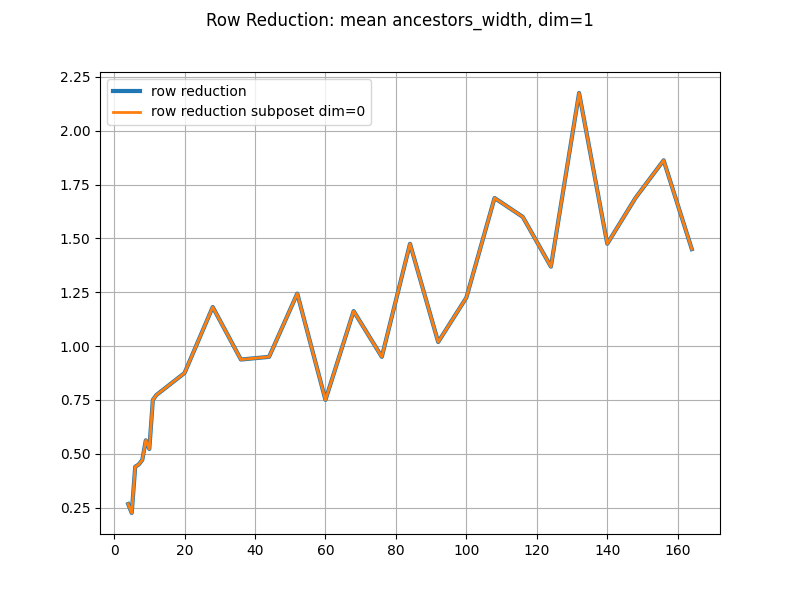 Row Reduction: mean ancestors_width, dim=1
row reduction
row reduction subposet dim=0
2.25
2.00
1.75
1.50
1.25
1.00
0.75
0.50
0.25
0 20 40 60 80 100 120 140 160